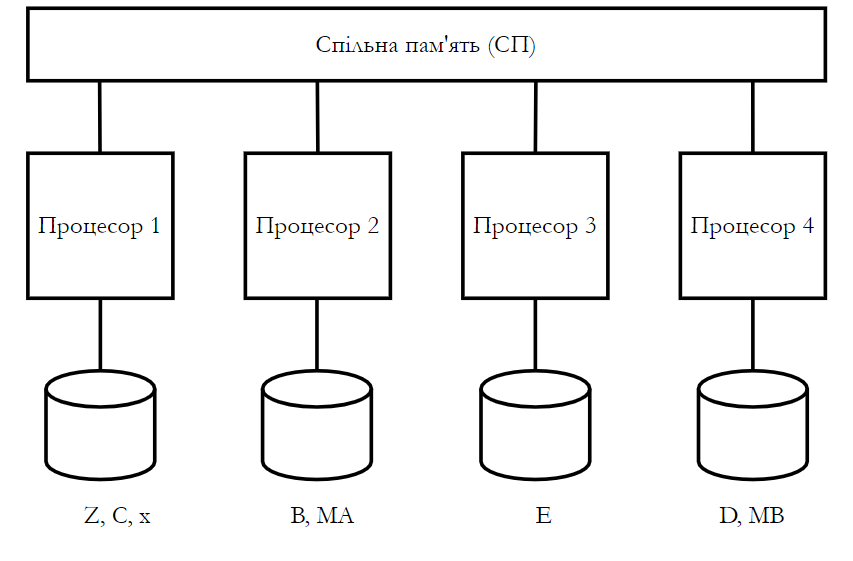 Спільна пам'ять (СП)
Процесор 1
Процесор 2
Процесор 3
Процесор 4
Z, C, x
B, MA
E
D, MB